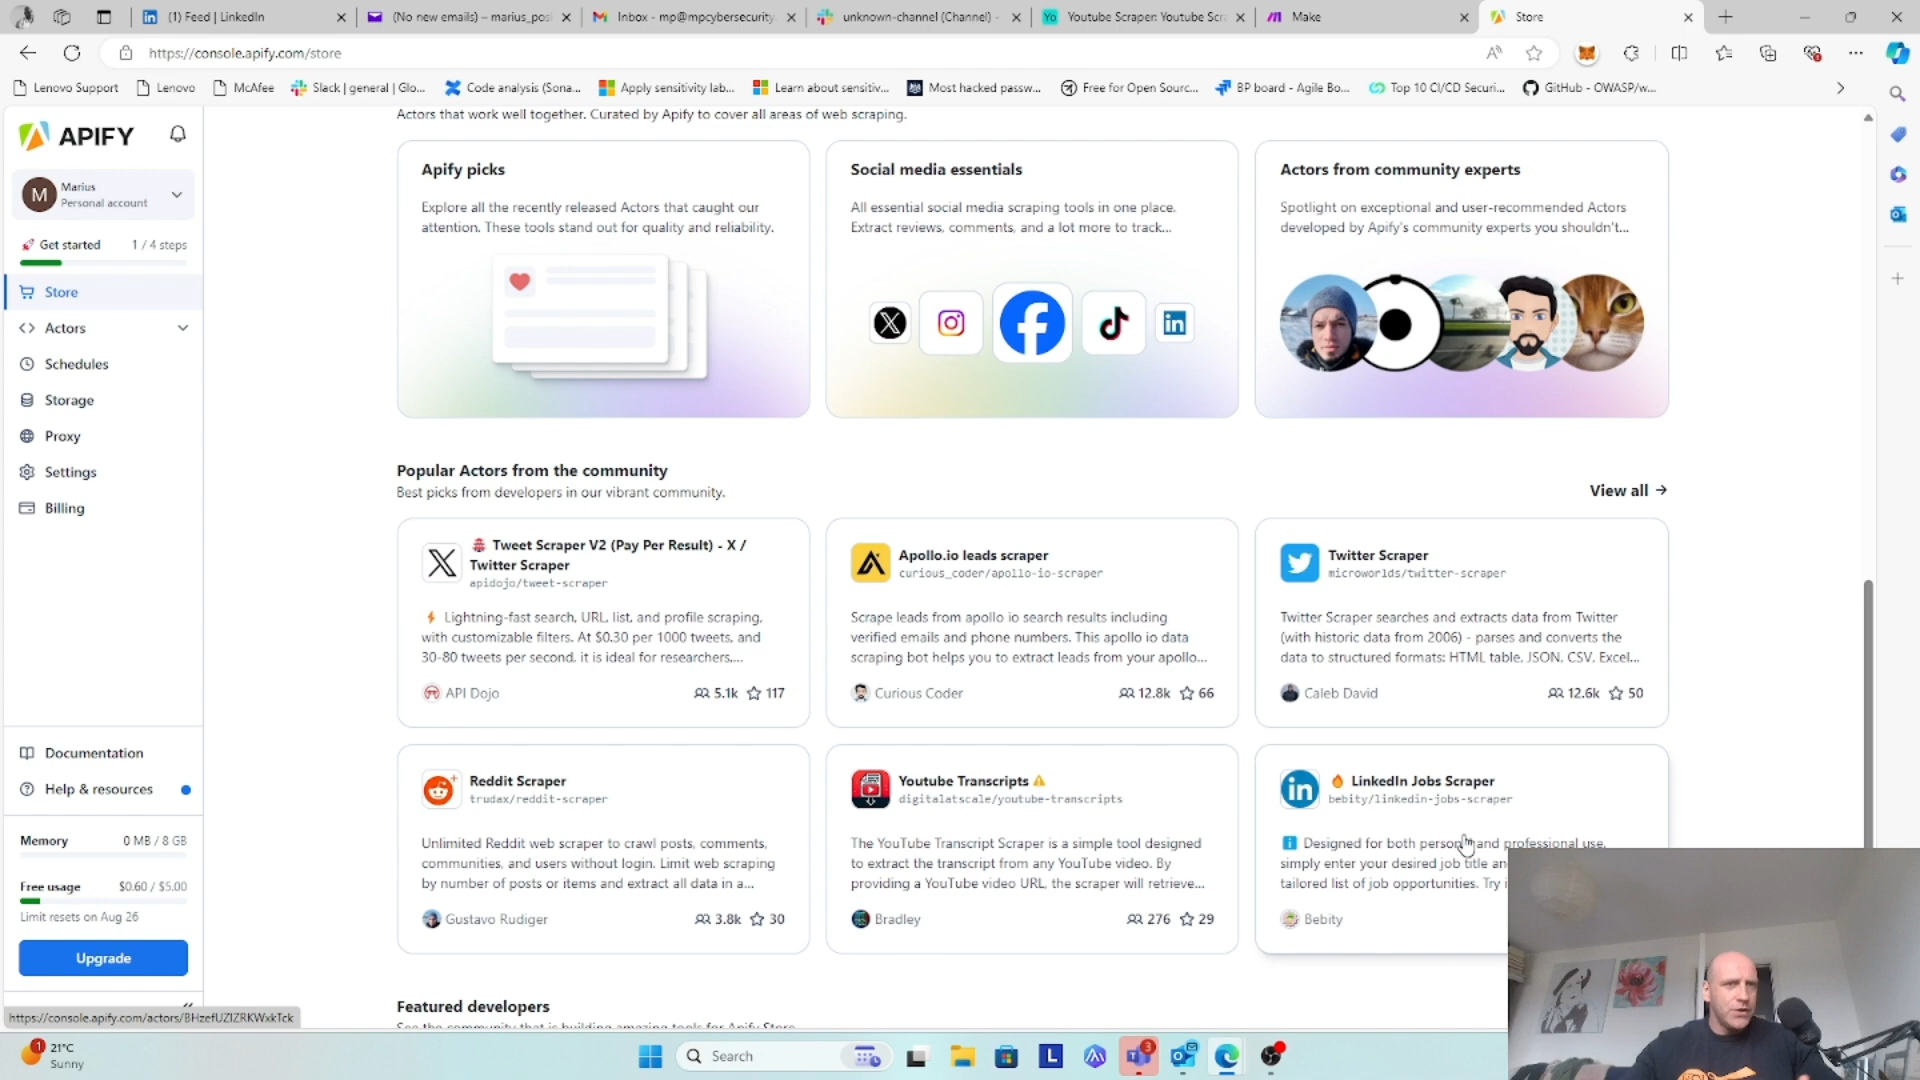 (1) Feed | LinkedIn
(No new emails) – marius_posi
Inbox - mp@mpcybersecurity.
unknown-channel (Channel) -
Yo
Youtube Scraper: Youtube Scra
Make
Store
https://console.apify.com/store
Lenovo Support
Lenovo
McAfee
Slack | general | Glo...
Code analysis (Sona...
Apply sensitivity lab...
Learn about sensitiv...
Most hacked passw...
Free for Open Sourc...
BP board - Agile Bo...
Top 10 CI/CD Securi...
GitHub - OWASP/w...
APIFY
M
Marius
Personal account
Get started 1 / 4 steps
Store
Actors
Schedules
Storage
Proxy
Settings
Billing
Documentation
Help & resources
Memory 0 MB / 8 GB
Free usage $0.60 / $5.00
Limit resets on Aug 26
Upgrade
Actors that work well together. Curated by Apify to cover all areas of web scraping.
Apify picks
Explore all the recently released Actors that caught our
attention. These tools stand out for quality and reliability.
Social media essentials
All essential social media scraping tools in one place.
Extract reviews, comments, and a lot more to track...
Actors from community experts
Spotlight on exceptional and user-recommended Actors
developed by Apify's community experts you shouldn't...
Popular Actors from the community
Best picks from developers in our vibrant community.
View all →
Tweet Scraper V2 (Pay Per Result) - X /
Twitter Scraper
apidojo/tweet-scraper
Lightning-fast search, URL, list, and profile scraping,
with customizable filters. At $0.30 per 1000 tweets, and
30-80 tweets per second, it is ideal for researchers,...
API Dojo 5.1k 117
Apollo.io leads scraper
curious_coder/apollo-io-scraper
Scrape leads from apollo io search results including
verified emails and phone numbers. This apollo io data
scraping bot helps you to extract leads from your apollo...
Curious Coder 12.8k 66
Twitter Scraper
microworlds/twitter-scraper
Twitter Scraper searches and extracts data from Twitter
(with historic data from 2006) - parses and converts the
data to structured formats: HTML table, JSON, CSV, Excel...
Caleb David 12.6k 50
Reddit Scraper
trudax/reddit-scraper
Unlimited Reddit web scraper to crawl posts, comments,
communities, and users without login. Limit web scraping
by number of posts or items and extract all data in a...
Gustavo Rudiger 3.8k 30
Youtube Transcripts
digitalatscale/youtube-transcripts
The YouTube Transcript Scraper is a simple tool designed
to extract the transcript from any YouTube video. By
providing a YouTube video URL, the scraper will retrieve...
Bradley 276 29
LinkedIn Jobs Scraper
bebity/linkedin-jobs-scraper
Designed for both and professional use,
simply enter your desired job title
tailored list of job opportunities. Try
Bebity
Featured developers
See the community that is building amazing tools for Apify Store
https://console.apify.com/actors/BHzefUZlZRKWxkTck
1
21°C
Sunny
Search
3